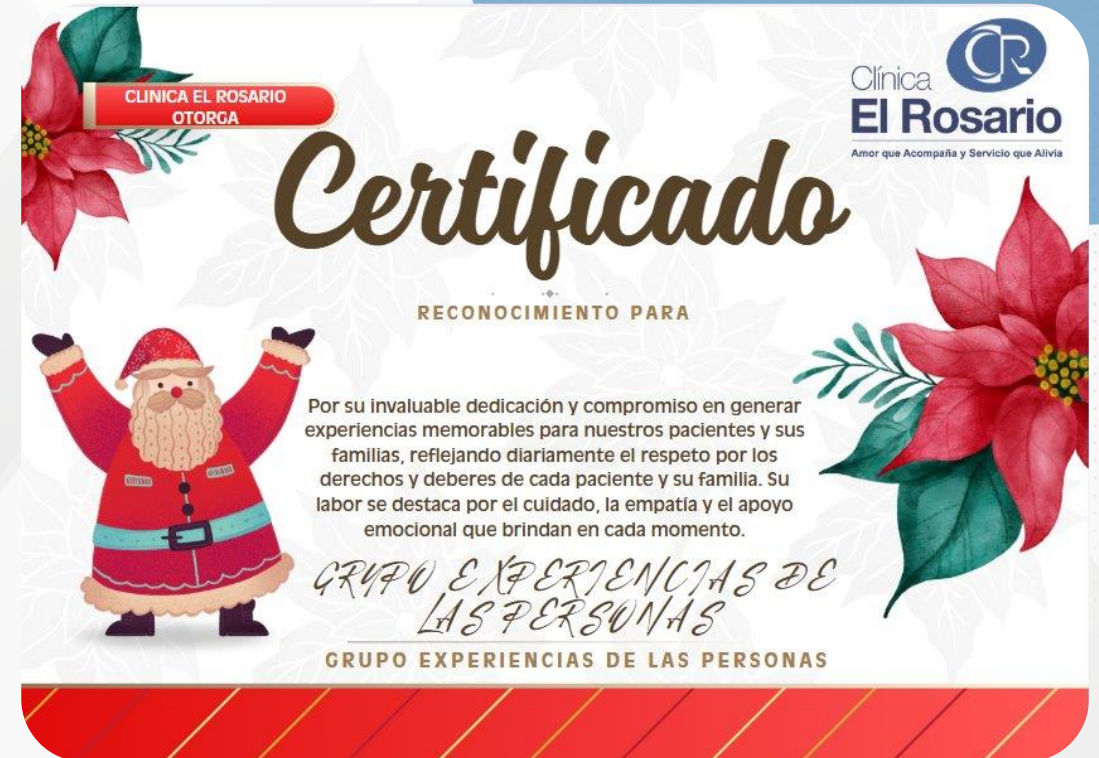 CLINICA EL ROSARIO
OTORGA
CR
Clínica
El Rosario
Amor que Acompaña y Servicio que Alivia
Certificado
RECONOCIMIENTO PARA
Por su invaluable dedicación y compromiso en generar
experiencias memorables para nuestros pacientes y sus
familias, reflejando diariamente el respeto por los
derechos y deberes de cada paciente y su familia. Su
labor se destaca por el cuidado, la empatía y el apoyo
emocional que brindan en cada momento.
GRUPO EXPERIENCIAS DE
LAS PERSONAS
GRUPO EXPERIENCIAS DE LAS PERSONAS